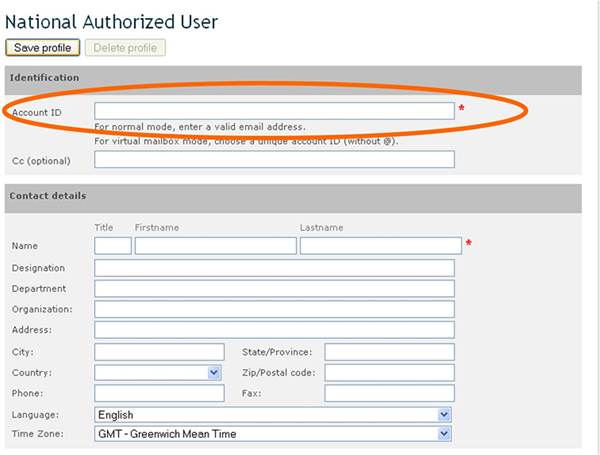 National Authorized User
Save profile Delete profile
Identification
Account ID *
For normal mode, enter a valid email address.
For virtual mailbox mode, choose a unique account ID (without @).
Cc (optional)
Contact details
Title Firstname Lastname
Name *
Designation
Department
Organization:
Address:
City: State/Province:
Country: Zip/Postal code:
Phone: Fax:
Language: English
Time Zone: GMT - Greenwich Mean Time